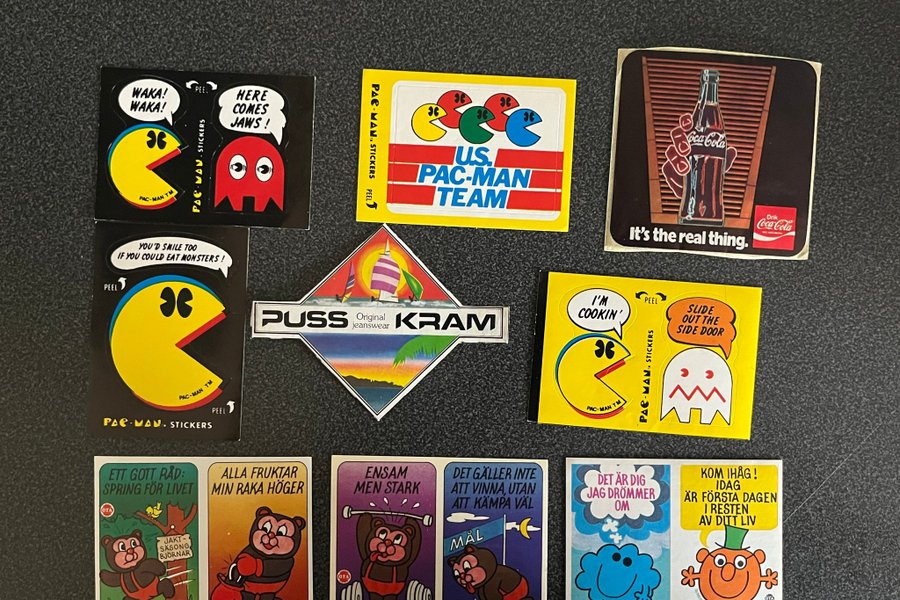 WAKA!
WAKA!
PEEL
HERE
COMES
JAWS!
PAC-MAN TM
PAC-MAN. STICKERS
PAC-MAN. STICKERS
PEEL
U.S.
PAC-MAN
TEAM
Coca-Cola
It's the real thing.
Drik
Coca-Cola
YOU'D SMILE TOO
IF YOU COULD EAT MONSTERS!
PEEL
PAC-MAN TM
PEEL
PAC-MAN. STICKERS
PUSS Original KRAM
jeanswear
I'M
COOKIN'
PEEL
SLIDE
OUT THE
SIDE DOOR
PAC-MAN TM
PAC-MAN. STICKERS
ETT GOTT RÅD:
SPRING FÖR LIVET
JAKT-
SÄSONG
BJÖRNAR
ALLA FRUKTAR
MIN RAKA HÖGER
ENSAM
MEN STARK
DET GÄLLER INTE
ATT VINNA, UTAN
ATT KÄMPA VÄL
MÅL
DET ÄR DIG
JAG DRÖMMER
OM
KOM IHÅG!
IDAG
ÄR FÖRSTA DAGEN
I RESTEN
AV DITT LIV